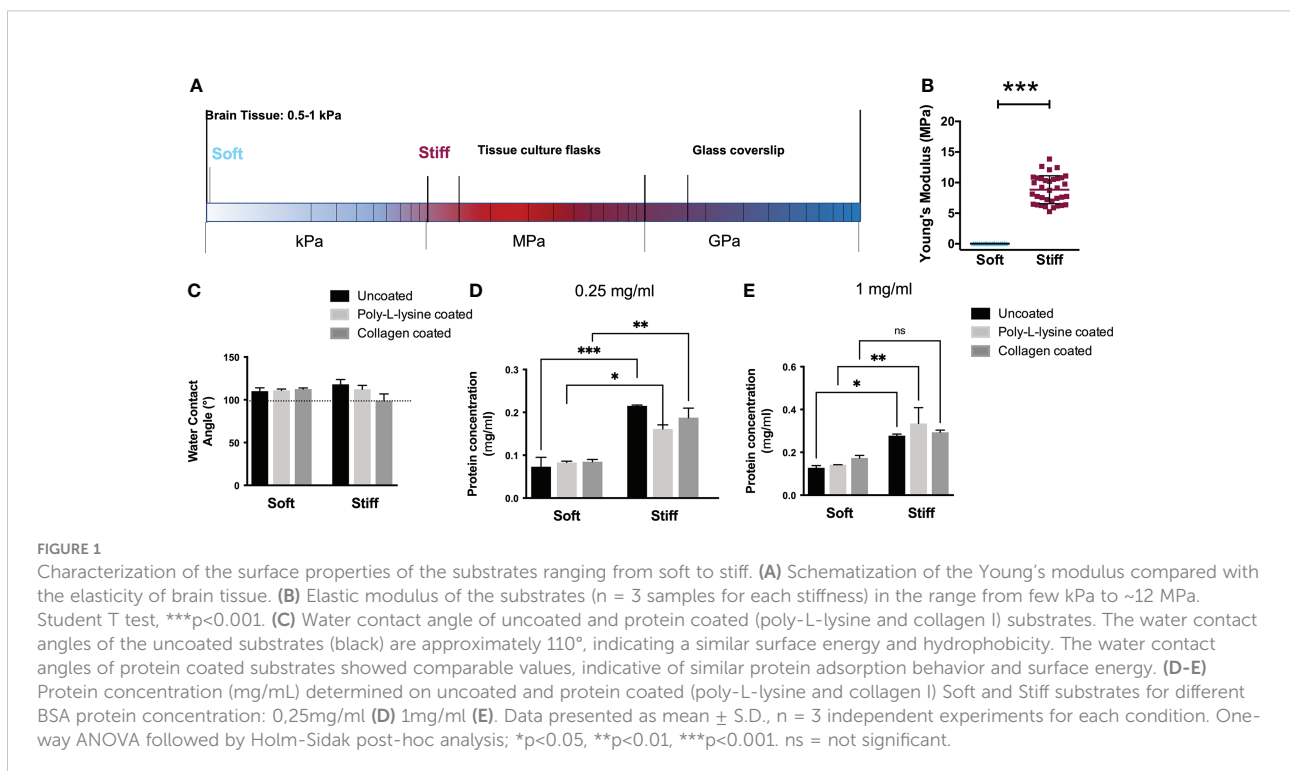 A
Brain Tissue: 0.5-1 kPa
Soft
Stiff
Tissue culture flasks
Glass coverslip
kPa
MPa
GPa
B
***
Young's Modulus (MPa)
20
15
10
5
0
Soft
Stiff
C
Uncoated
Poly-L-lysine coated
Collagen coated
Water Contact
Angle (°)
150
100
50
0
Soft
Stiff
D
0.25 mg/ml
**
***
*
Protein concentration
(mg/ml)
0.3
0.2
0.1
0.0
Soft
Stiff
E
1 mg/ml
ns
**
*
Protein concentration
(mg/ml)
0.6
0.4
0.2
0.0
Soft
Stiff
Uncoated
Poly-L-lysine coated
Collagen coated
FIGURE 1
Characterization of the surface properties of the substrates ranging from soft to stiff. (A) Schematization of the Young's modulus compared with
the elasticity of brain tissue. (B) Elastic modulus of the substrates (n = 3 samples for each stiffness) in the range from few kPa to ~12 MPa.
Student T test, ***p<0.001. (C) Water contact angle of uncoated and protein coated (poly-L-lysine and collagen I) substrates. The water contact
angles of the uncoated substrates (black) are approximately 110°, indicating a similar surface energy and hydrophobicity. The water contact
angles of protein coated substrates showed comparable values, indicative of similar protein adsorption behavior and surface energy. (D-E)
Protein concentration (mg/mL) determined on uncoated and protein coated (poly-L-lysine and collagen I) Soft and Stiff substrates for different
BSA protein concentration: 0,25mg/ml (D) 1mg/ml (E). Data presented as mean ± S.D., n = 3 independent experiments for each condition. One-
way ANOVA followed by Holm-Sidak post-hoc analysis; *p<0.05, **p<0.01, ***p<0.001. ns = not significant.